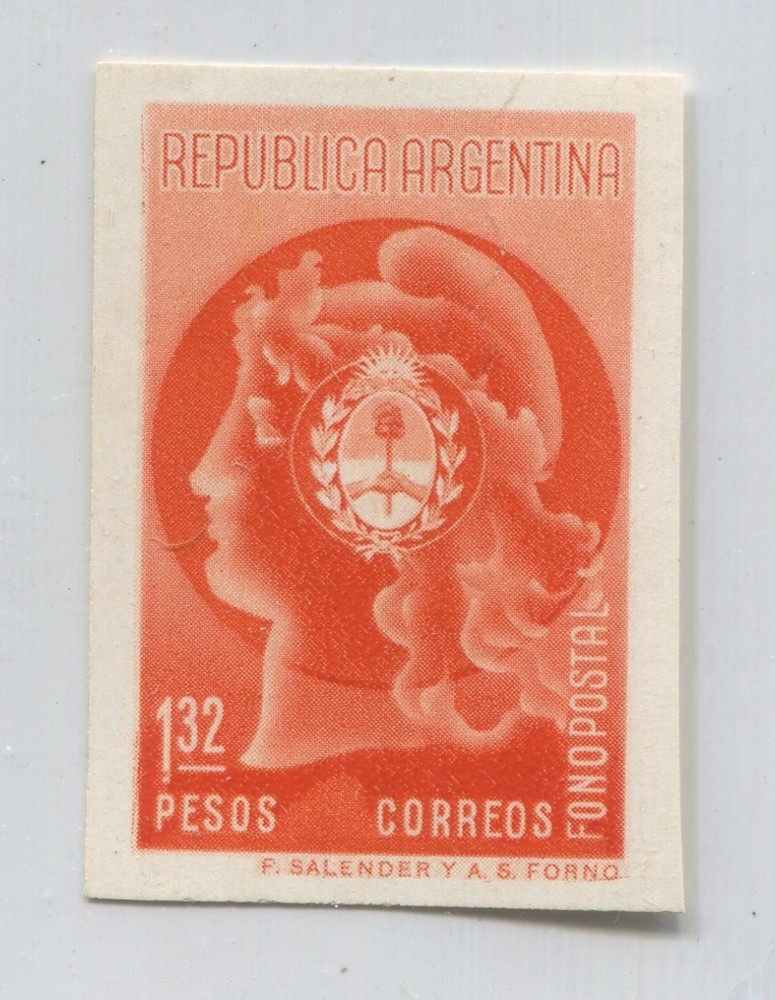 REPUBLICA ARGENTINA
1,32
PESOS
CORREOS
FONOPOSTAL
F. SALENDER Y A. S. FORNO